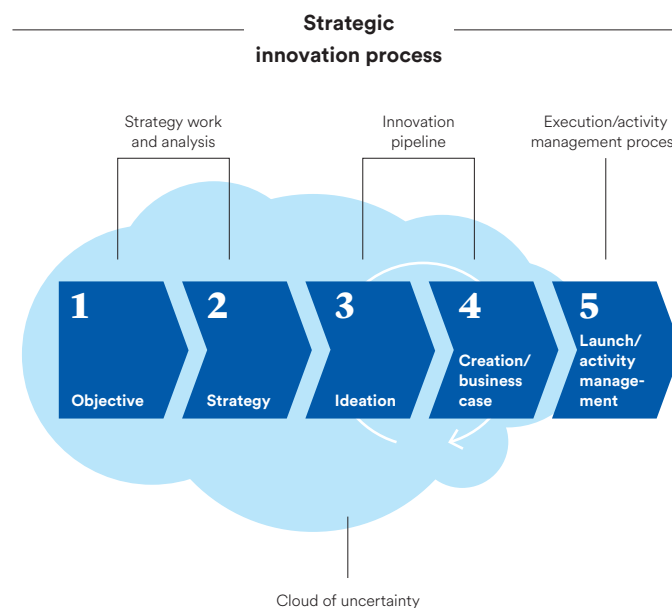 Strategic
innovation process
Strategy work
and analysis
Innovation
pipeline
Execution/activity
management proces
1
Objective
2
Strategy
3
Ideation
4
Creation/
business
case
5
Launch/
activity
manage-
ment
Cloud of uncertainty